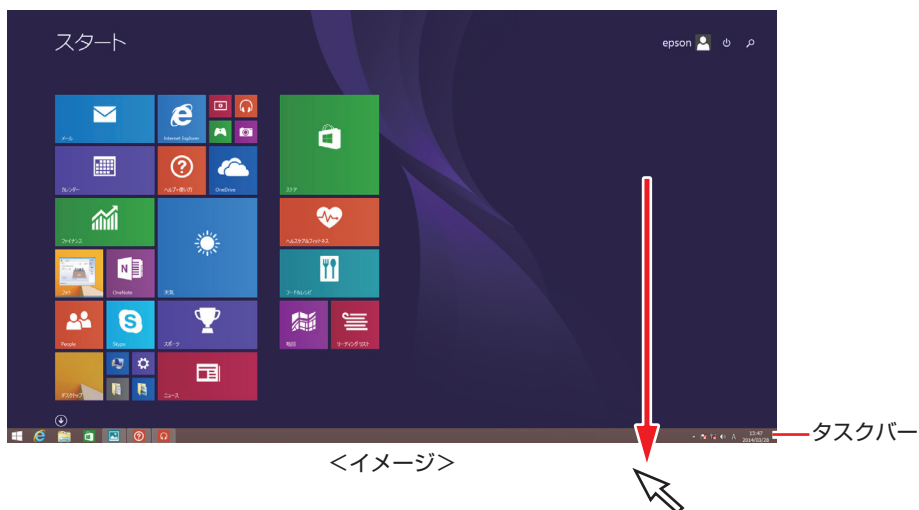 スタート
epson
メール
Internet Explorer
カレンダー
ヘルプ+使い方
OneDrive
ストア
ファイナンス
天気
ヘルスケア&フィットネス
フォト
OneNote
フード&レシピ
People
Skype
スポーツ
地図
リーディング リスト
デスクトップ
ニュース
A
13:47
2014/03/28
タスクバー
<イメージ>